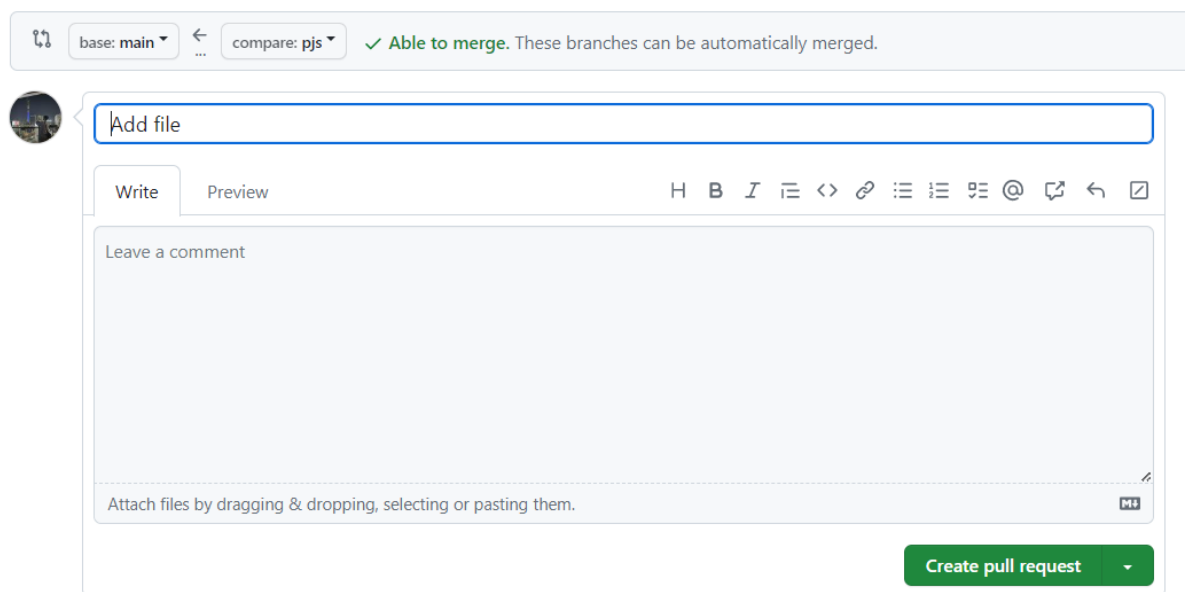 base: main ← compare: pjs ✓ Able to merge. These branches can be automatically merged.
...
Add file
Write Preview H B I <> @
Leave a comment
Attach files by dragging & dropping, selecting or pasting them.
Create pull request